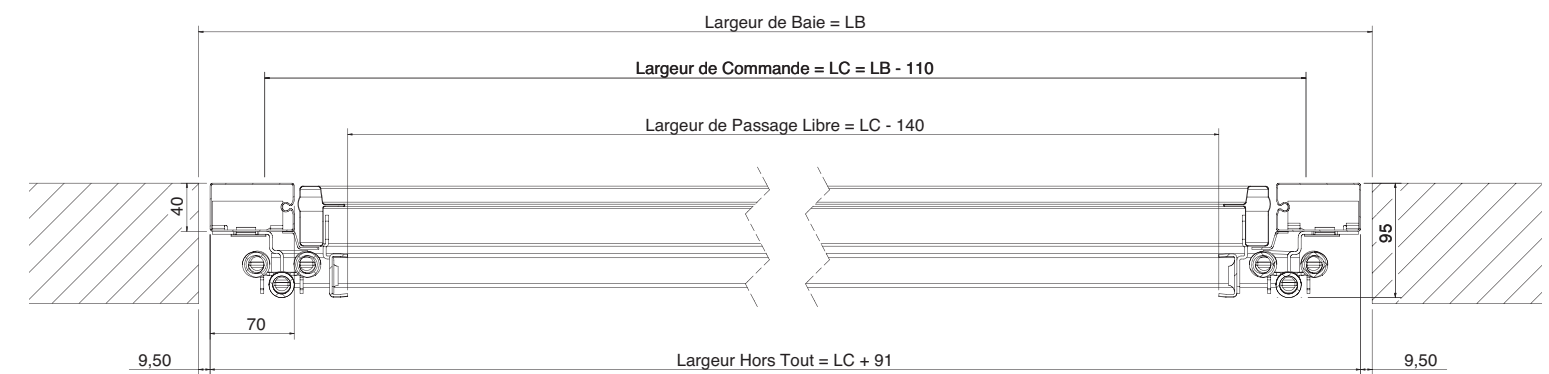 Largeur de Baie = LB
Largeur de Commande = LC = LB - 110
Largeur de Passage Libre = LC - 140
40
95
70
9,50
Largeur Hors Tout = LC + 91
9,50